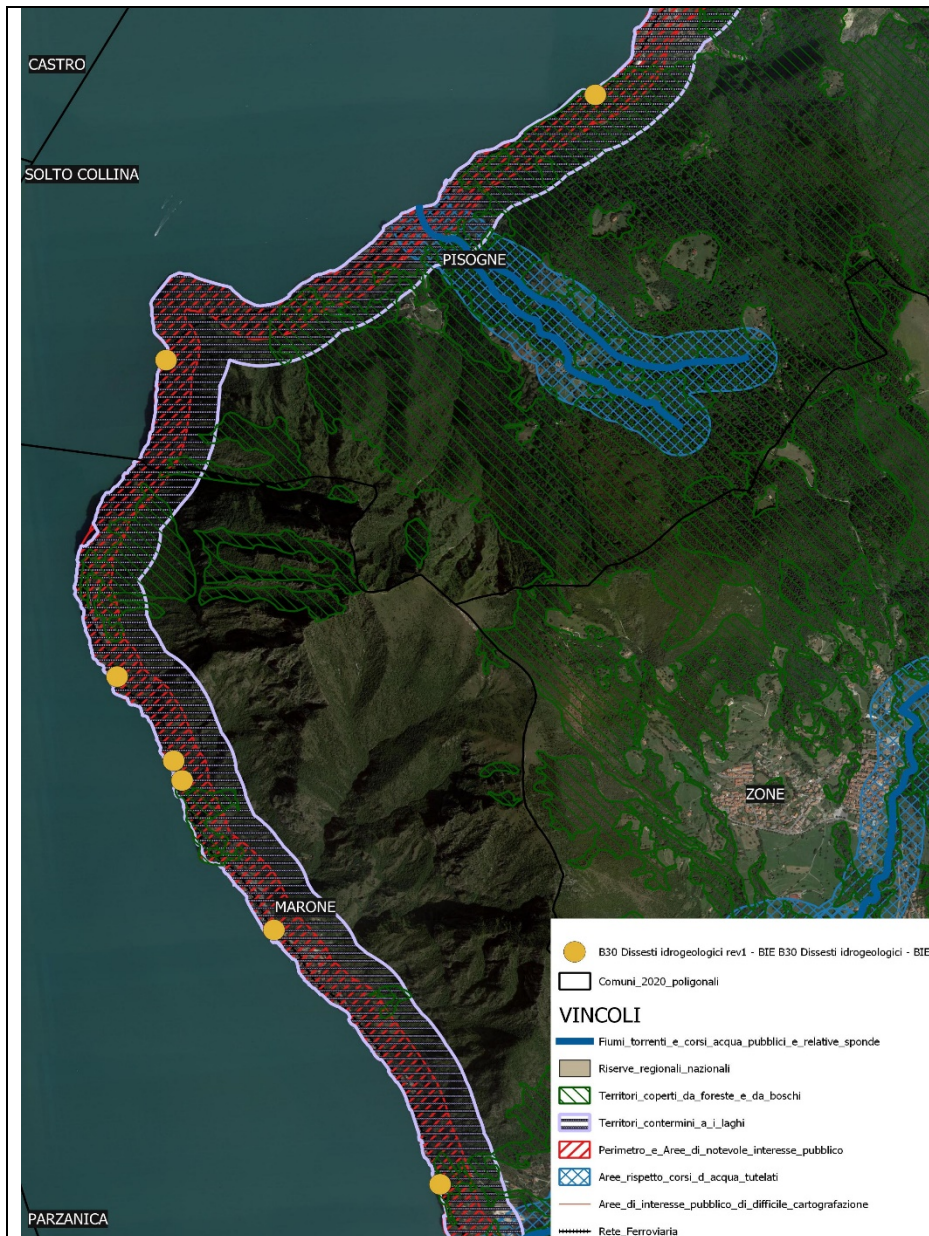 CASTRO
SOLTO COLLINA
PISOGNE
ZONE
MARONE
PARZANICA
B30 Dissesti idrogeologici rev1 - BIE B30 Dissesti idrogeologici - BIE
Comuni_2020_poligonali
VINCOLI
Fiumi_torrenti_e_corsi_acqua_pubblici_e_relative_sponde
Riserve_regionali_nazionali
Territori_coperti_da_foreste_e_da_boschi
Territori_contermini_a_i_laghi
Perimetro_e_Aree_di_notevole_interesse_pubblico
Aree_rispetto_corsi_d_acqua_tutelati
Aree_di_interesse_pubblico_di_difficile_cartografazione
Rete_Ferroviaria